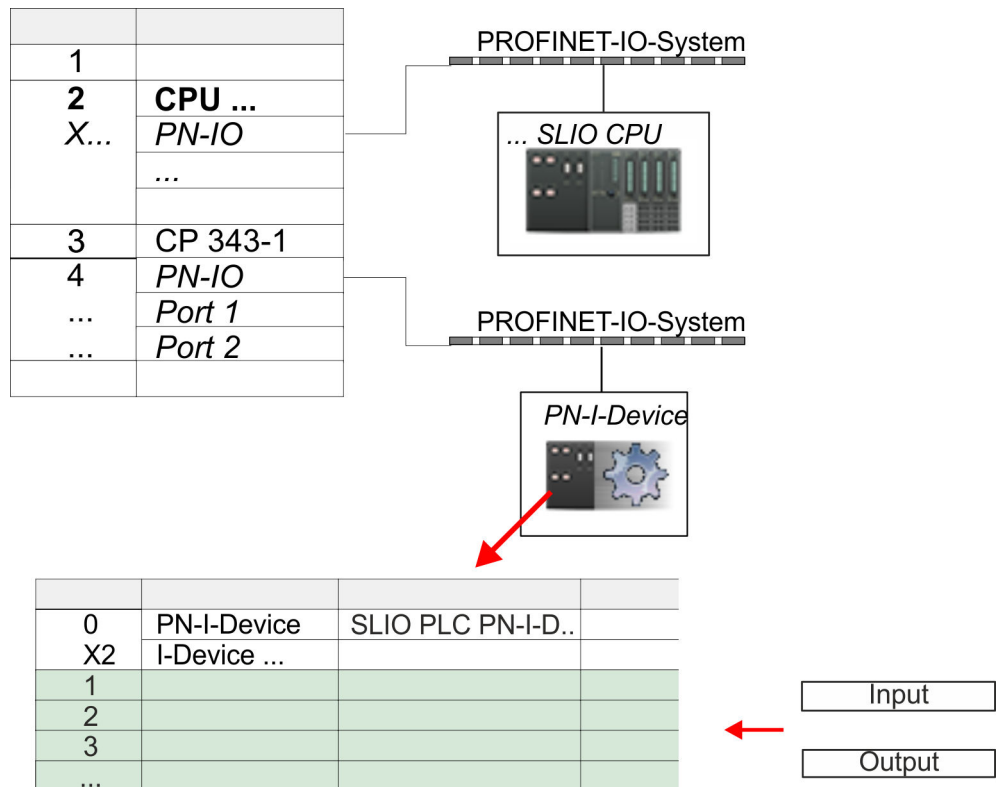 1
2 CPU ...
X... PN-IO
...
3 CP 343-1
4 PN-IO
... Port 1
... Port 2
PROFINET-IO-System
... SLIO CPU
PROFINET-IO-System
PN-I-Device
0 PN-I-Device SLIO PLC PN-I-D..
X2 I-Device ...
1
2
3
...
Input
Output